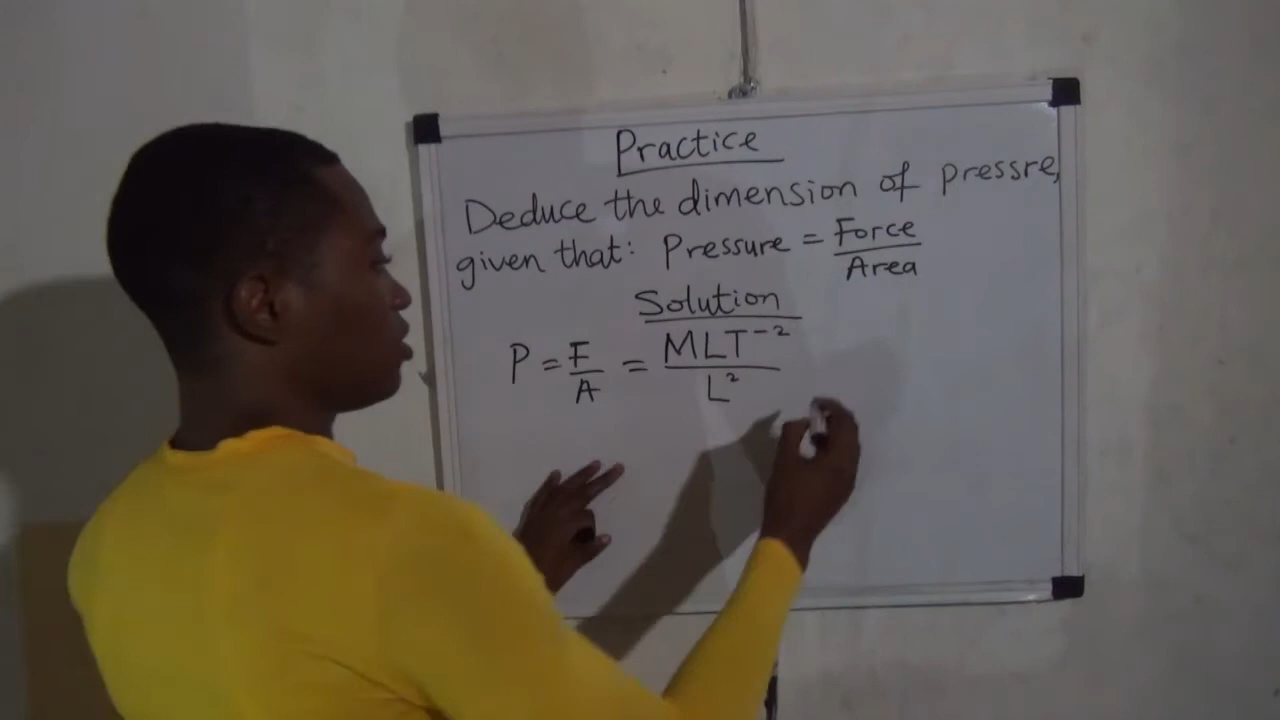 Practice
Deduce the dimension of pressre,
given that: Pressure = Force/Area
Solution
P = F/A = MLT⁻²/L²